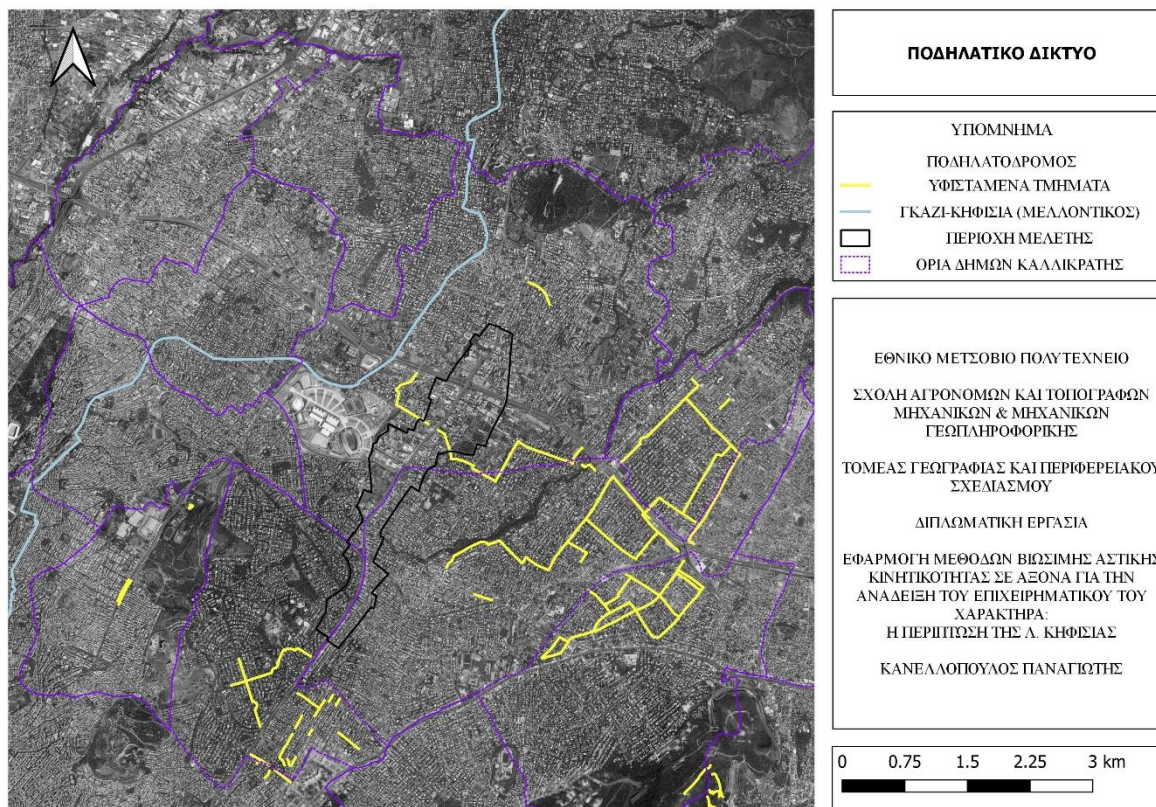 ΠΟΔΗΛΑΤΙΚΟ ΔΙΚΤΥΟ
ΥΠΟΜΝΗΜΑ
ΠΟΔΗΛΑΤΟΔΡΟΜΟΣ
ΥΦΙΣΤΑΜΕΝΑ ΤΜΗΜΑΤΑ
ΓΚΑΖΙ-ΚΗΦΙΣΙΑ (ΜΕΛΛΟΝΤΙΚΟΣ)
ΠΕΡΙΟΧΗ ΜΕΛΕΤΗΣ
ΟΡΙΑ ΔΗΜΩΝ ΚΑΛΛΙΚΡΑΤΗΣ
ΕΘΝΙΚΟ ΜΕΤΣΟΒΙΟ ΠΟΛΥΤΕΧΝΕΙΟ
ΣΧΟΛΗ ΑΓΡΟΝΟΜΩΝ ΚΑΙ ΤΟΠΟΓΡΑΦΩΝ
ΜΗΧΑΝΙΚΩΝ & ΜΗΧΑΝΙΚΩΝ
ΓΕΩΠΛΗΡΟΦΟΡΙΚΗΣ
ΤΟΜΕΑΣ ΓΕΩΓΡΑΦΙΑΣ ΚΑΙ ΠΕΡΙΦΕΡΕΙΑΚΟΥ
ΣΧΕΔΙΑΣΜΟΥ
ΔΙΠΛΩΜΑΤΙΚΗ ΕΡΓΑΣΙΑ
ΕΦΑΡΜΟΓΗ ΜΕΘΟΔΩΝ ΒΙΩΣΙΜΗΣ ΑΣΤΙΚΗΣ
ΚΙΝΗΤΙΚΟΤΗΤΑΣ ΣΕ ΑΞΟΝΑ ΓΙΑ ΤΗΝ
ΑΝΑΔΕΙΞΗ ΤΟΥ ΕΠΙΧΕΙΡΗΜΑΤΙΚΟΥ ΤΟΥ
ΧΑΡΑΚΤΗΡΑ:
Η ΠΕΡΙΠΤΩΣΗ ΤΗΣ Λ. ΚΗΦΙΣΙΑΣ
ΚΑΝΕΛΛΟΠΟΥΛΟΣ ΠΑΝΑΓΙΩΤΗΣ
0 0.75 1.5 2.25 3 km